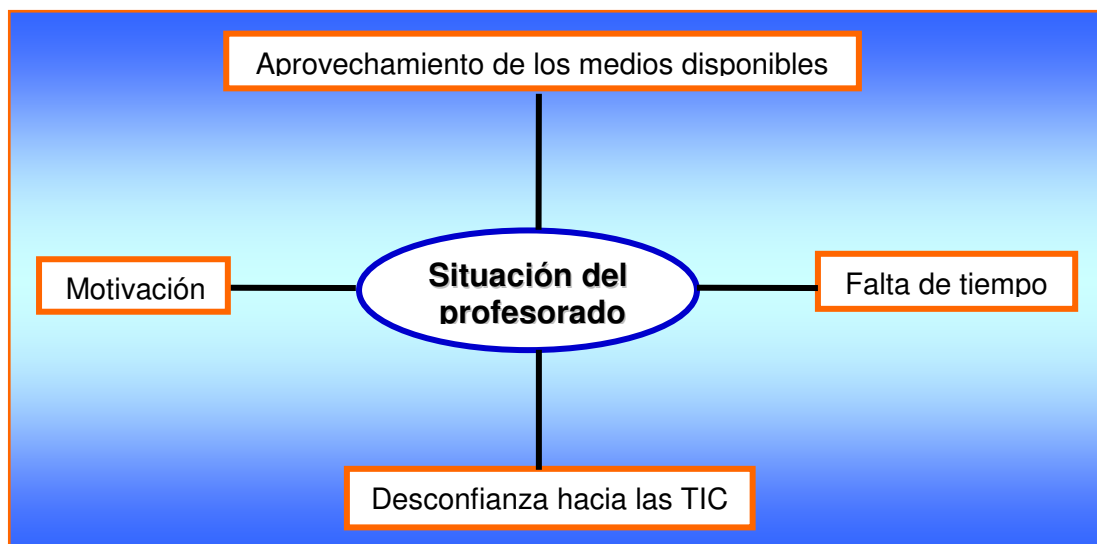 Aprovechamiento de los medios disponibles
Motivación
Situación del
profesorado
Falta de tiempo
Desconfianza hacia las TIC